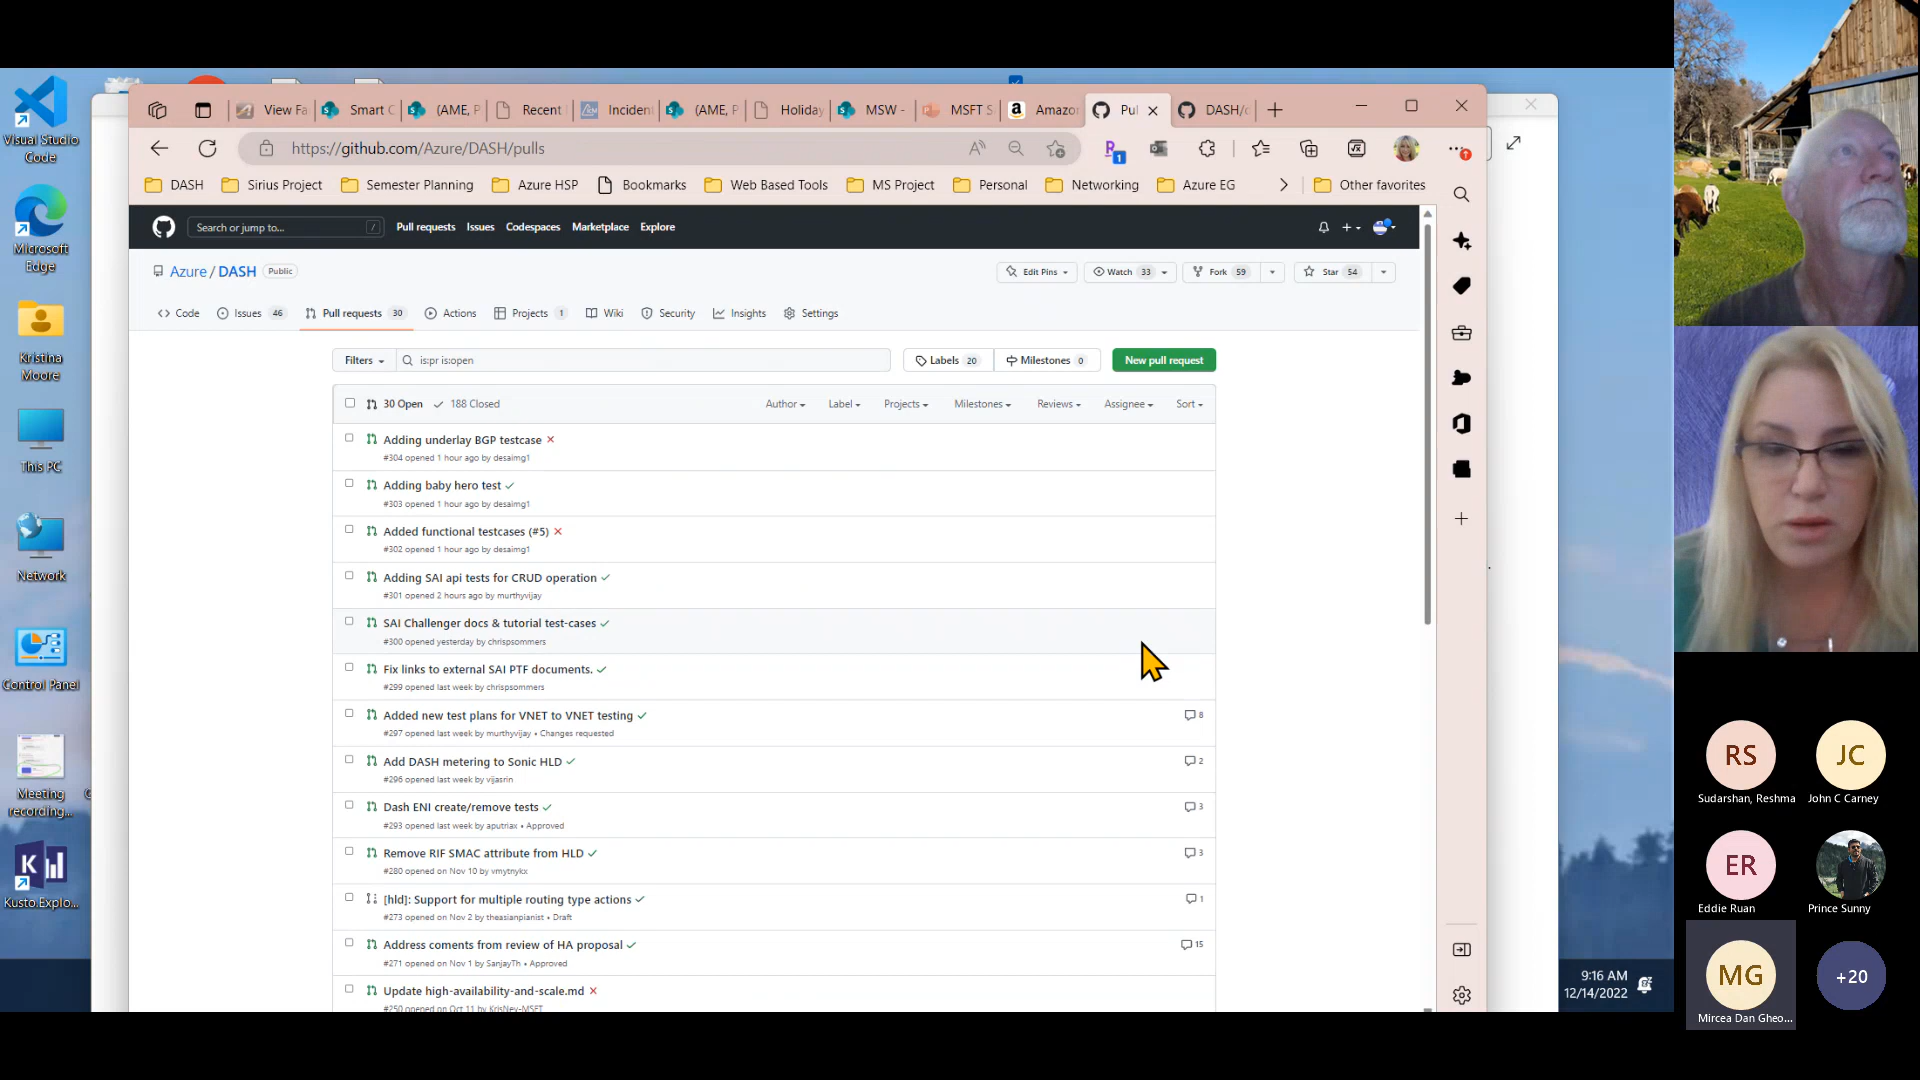 View Fa
Smart C
(AME, P
Recent
Inciden
(AME, P
Holiday
MSW -
MSFT S
Amazo
Pul
DASH/
https://github.com/Azure/DASH/pulls
DASH
Sirius Project
Semester Planning
Azure HSP
Bookmarks
Web Based Tools
MS Project
Personal
Networking
Azure EG
Other favorites
Search or jump to...
/
Pull requests
Issues
Codespaces
Marketplace
Explore
Azure / DASH
Public
Edit Pins
Watch 33
Fork 59
Star 54
Code
Issues 46
Pull requests 30
Actions
Projects 1
Wiki
Security
Insights
Settings
Filters
is:pr is:open
Labels 20
Milestones 0
New pull request
30 Open
188 Closed
Author
Label
Projects
Milestones
Reviews
Assignee
Sort
Adding underlay BGP testcase
#304 opened 1 hour ago by desaimg1
Adding baby hero test
#303 opened 1 hour ago by desaimg1
Added functional testcases (#5)
#302 opened 1 hour ago by desaimg1
Adding SAI api tests for CRUD operation
#301 opened 2 hours ago by murthyvijay
SAI Challenger docs & tutorial test-cases
#300 opened yesterday by chrispsommers
Fix links to external SAI PTF documents.
#299 opened last week by chrispsommers
Added new test plans for VNET to VNET testing
8
#297 opened last week by murthyvijay • Changes requested
Add DASH metering to Sonic HLD
2
#296 opened last week by vijasrin
Dash ENI create/remove tests
3
#293 opened last week by aputriax • Approved
Remove RIF SMAC attribute from HLD
3
#280 opened on Nov 10 by vmytnykx
[hld]: Support for multiple routing type actions
1
#273 opened on Nov 2 by theasianpianist • Draft
Address coments from review of HA proposal
15
#271 opened on Nov 1 by SanjayTh • Approved
Update high-availability-and-scale.md
#250 opened on Oct 11 by KrisNey-MSFT
Visual Studio
Code
Microsoft
Edge
Kristina
Moore
This PC
Network
Control Panel
Meeting
recording...
Kusto.Explo...
9:16 AM
12/14/2022
RS
Sudarshan, Reshma
JC
John C Carney
ER
Eddie Ruan
Prince Sunny
MG
Mircea Dan Gheo...
+20